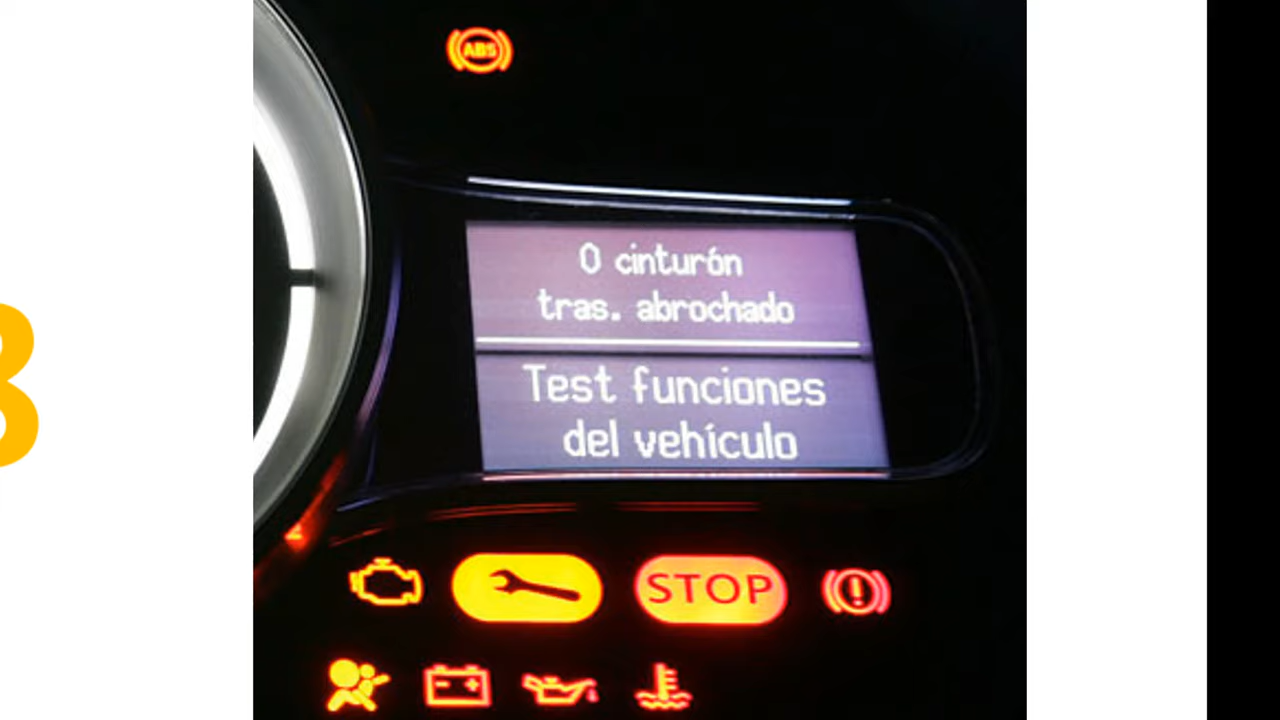 ABS
0 cinturón
tras. abrochado
Test funciones
del vehículo
STOP